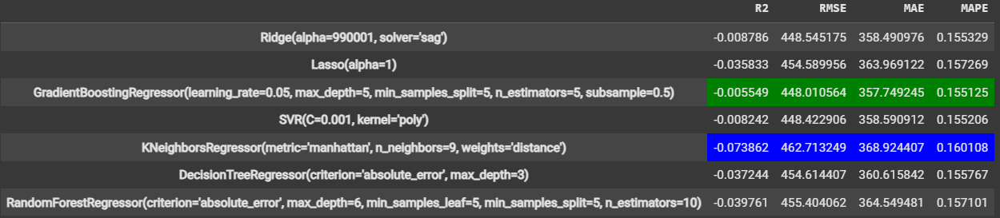 R2 RMSE MAE MAPE
Ridge(alpha=990001, solver='sag') -0.008786 448.545175 358.490976 0.155329
Lasso(alpha=1) -0.035833 454.589956 363.969122 0.157269
GradientBoostingRegressor(learning_rate=0.05, max_depth=5, min_samples_split=5, n_estimators=5, subsample=0.5) -0.005549 448.010564 357.749245 0.155125
SVR(C=0.001, kernel='poly') -0.008242 448.422906 358.590912 0.155206
KNeighborsRegressor(metric='manhattan', n_neighbors=9, weights='distance') -0.073862 462.713249 368.924407 0.160108
DecisionTreeRegressor(criterion='absolute_error', max_depth=3) -0.037244 454.614407 360.615842 0.155767
RandomForestRegressor(criterion='absolute_error', max_depth=6, min_samples_leaf=5, min_samples_split=5, n_estimators=10) -0.039761 455.404062 364.549481 0.157101